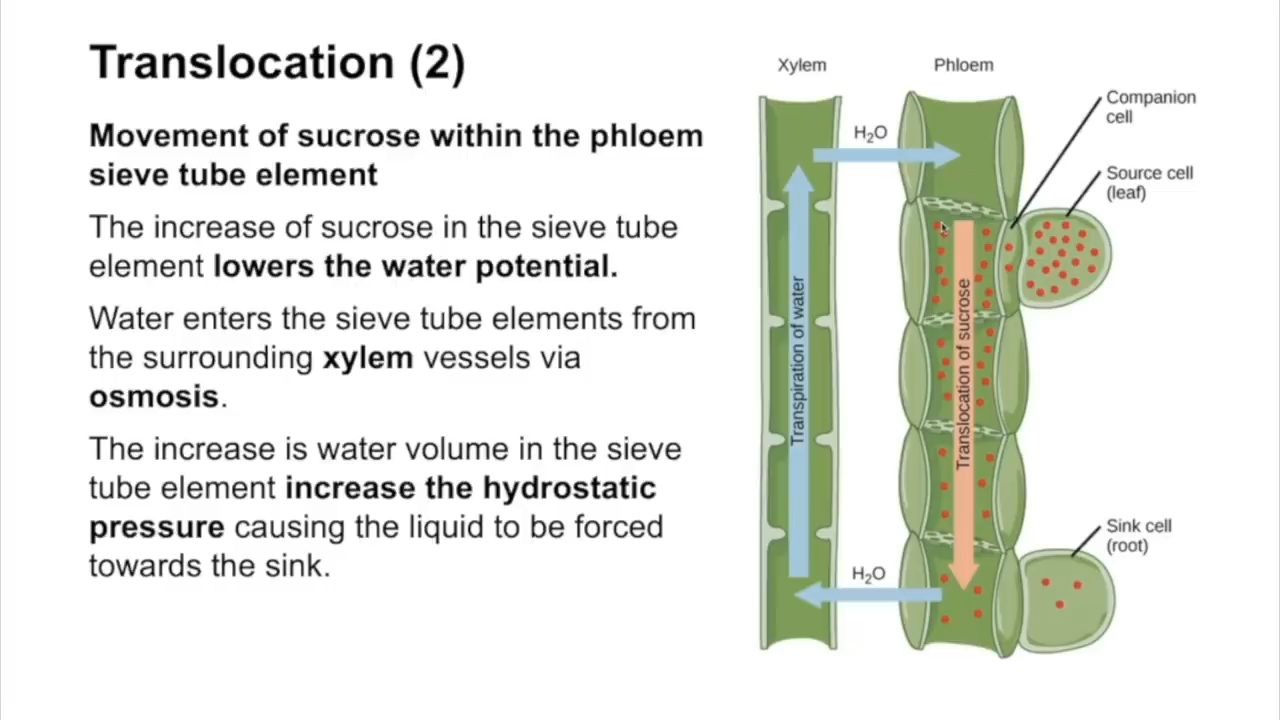 Translocation (2)
Movement of sucrose within the phloem
sieve tube element
The increase of sucrose in the sieve tube
element lowers the water potential.
Water enters the sieve tube elements from
the surrounding xylem vessels via
osmosis.
The increase is water volume in the sieve
tube element increase the hydrostatic
pressure causing the liquid to be forced
towards the sink.
Xylem
Phloem
Companion
cell
H₂O
Source cell
(leaf)
Transpiration of water
Translocation of sucrose
Sink cell
(root)
H₂O